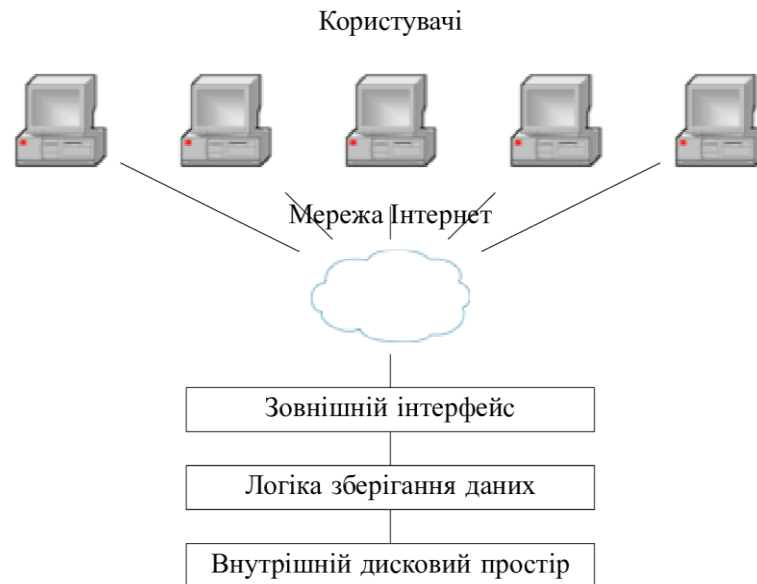 Користувачі
Мережа Інтернет
Зовнішній інтерфейс
Логіка зберігання даних
Внутрішній дисковий простір